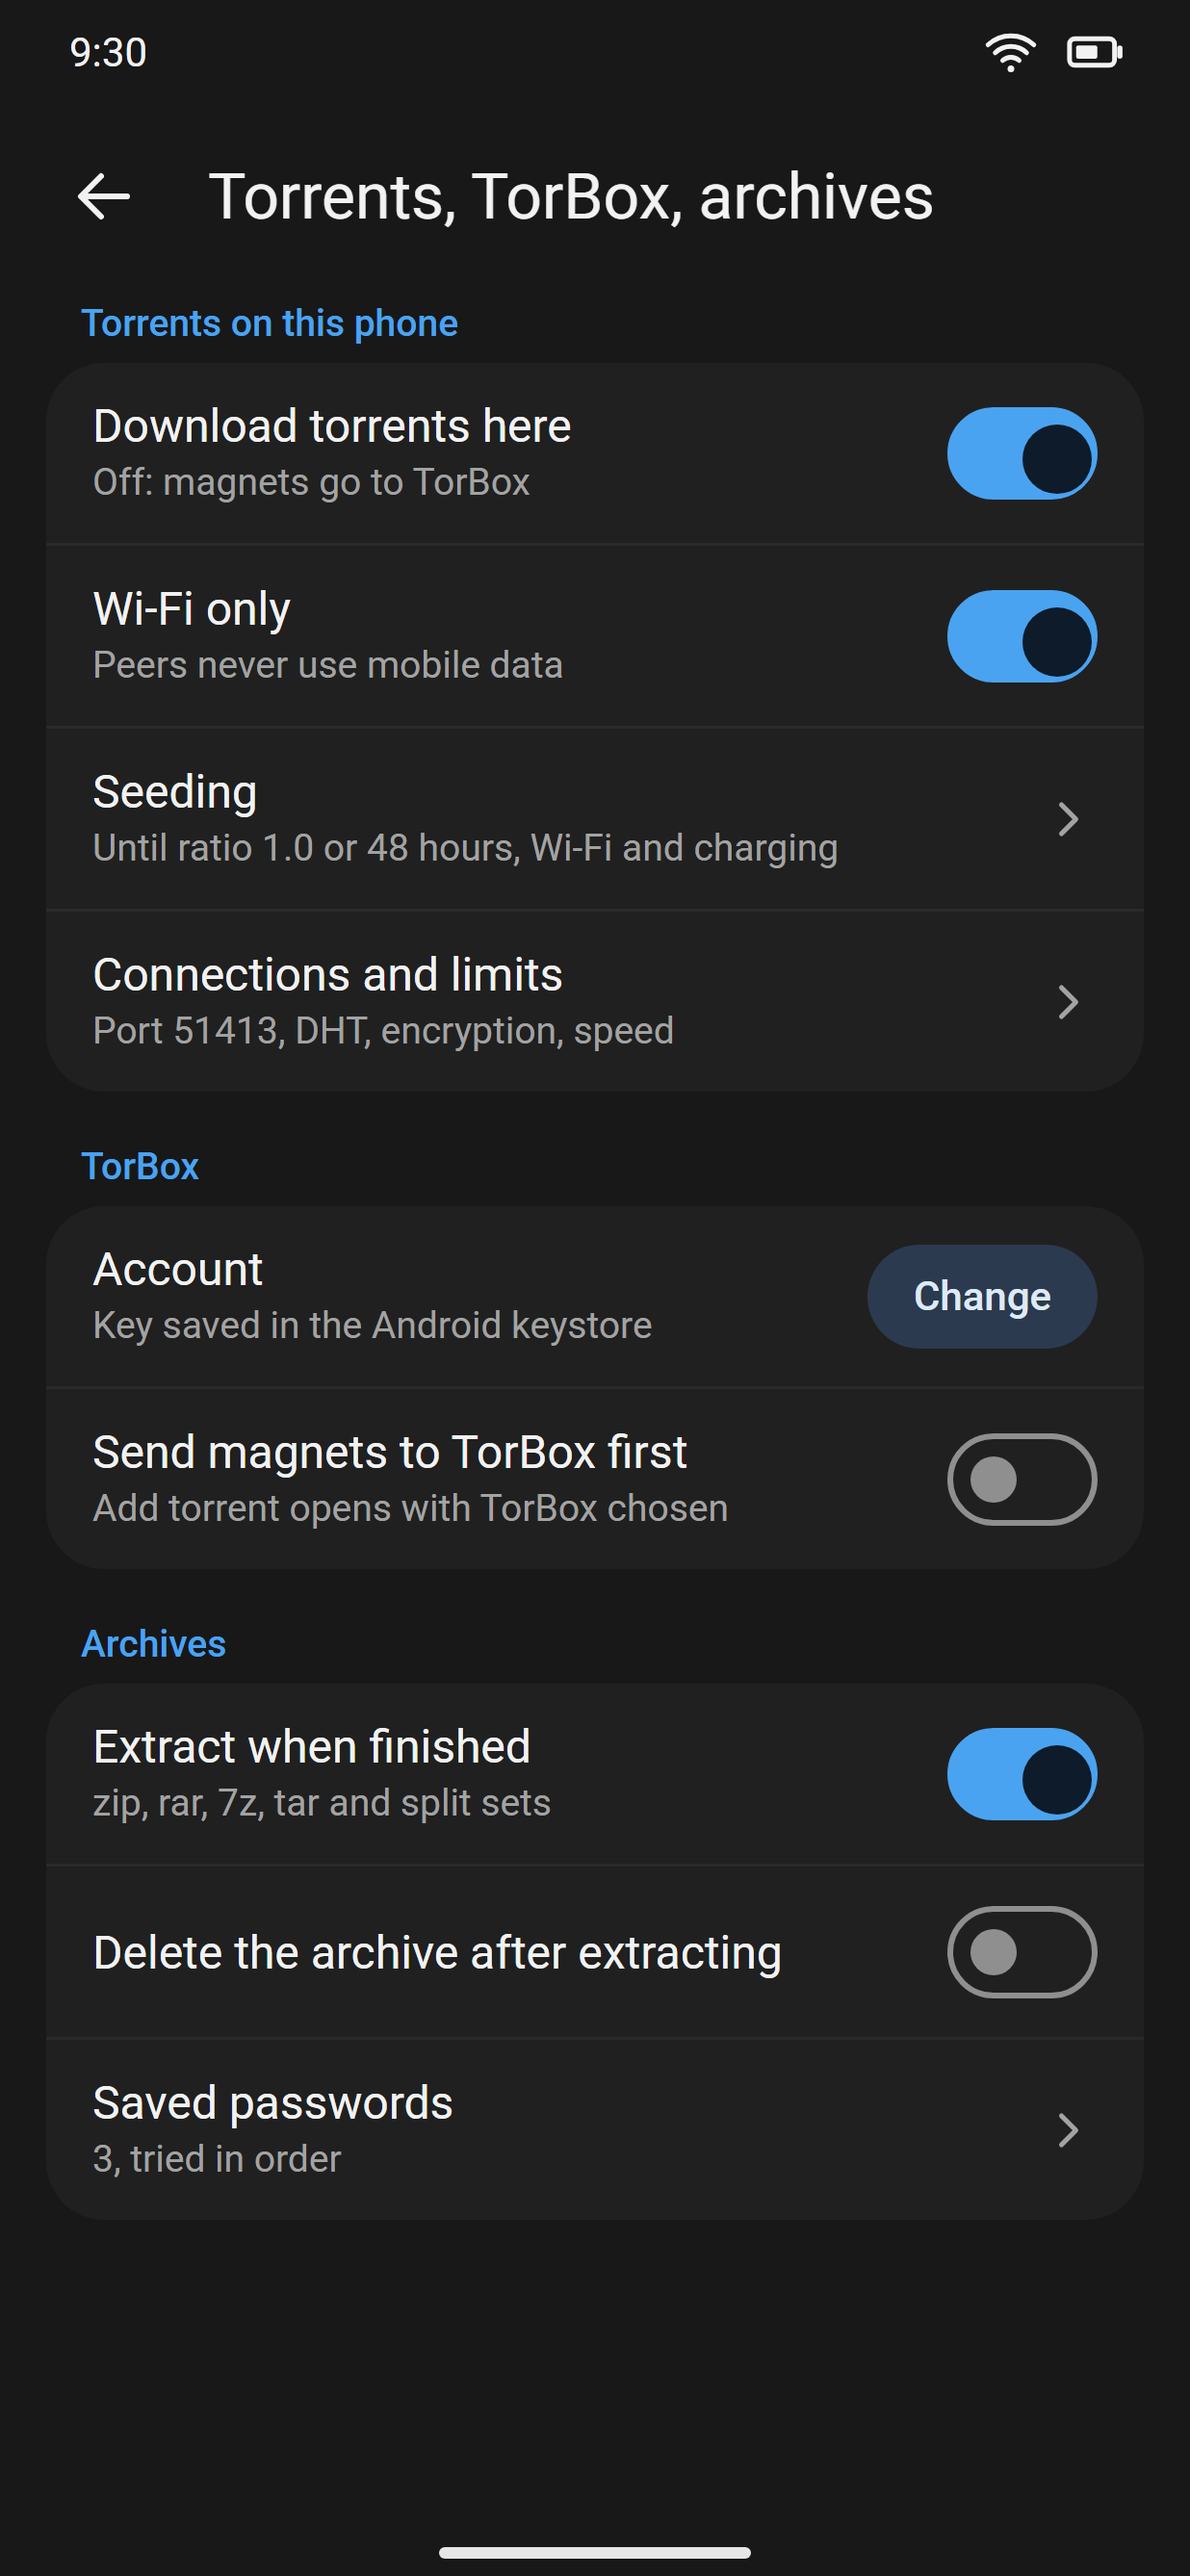 9:30
Torrents, TorBox, archives
Torrents on this phone
Download torrents here
Off: magnets go to TorBox
Wi-Fi only
Peers never use mobile data
Seeding
Until ratio 1.0 or 48 hours, Wi-Fi and charging
Connections and limits
Port 51413, DHT, encryption, speed
TorBox
Account
Key saved in the Android keystore
Change
Send magnets to TorBox first
Add torrent opens with TorBox chosen
Archives
Extract when finished
zip, rar, 7z, tar and split sets
Delete the archive after extracting
Saved passwords
3, tried in order